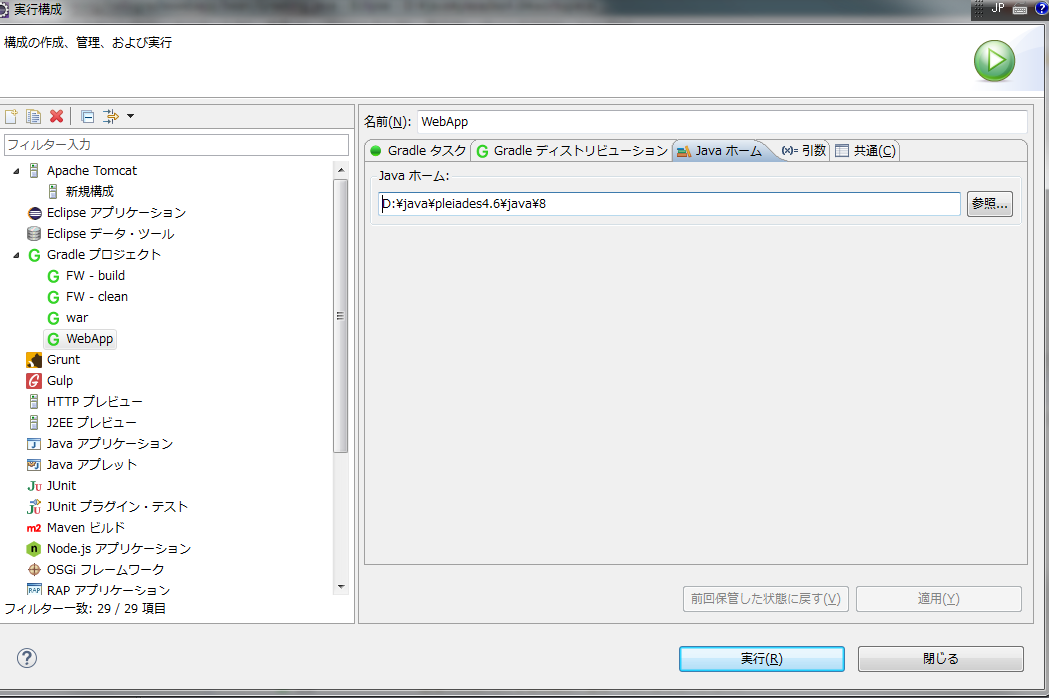 実行構成
JP
構成の作成、管理、および実行
名前(N): WebApp
フィルター入力
Gradle タスク
Gradle ディストリビューション
Java ホーム
(x)= 引数
共通(C)
Java ホーム:
D:¥java¥pleiades4.6¥java¥8
参照...
Apache Tomcat
新規構成
Eclipse アプリケーション
Eclipse データ・ツール
Gradle プロジェクト
FW - build
FW - clean
war
WebApp
Grunt
Gulp
HTTP プレビュー
J2EE プレビュー
Java アプリケーション
Java アプレット
JUnit
JUnit プラグイン・テスト
Maven ビルド
Node.js アプリケーション
OSGi フレームワーク
RAP アプリケーション
フィルター一致: 29 / 29 項目
前回保管した状態に戻す(V)
適用(Y)
実行(R)
閉じる